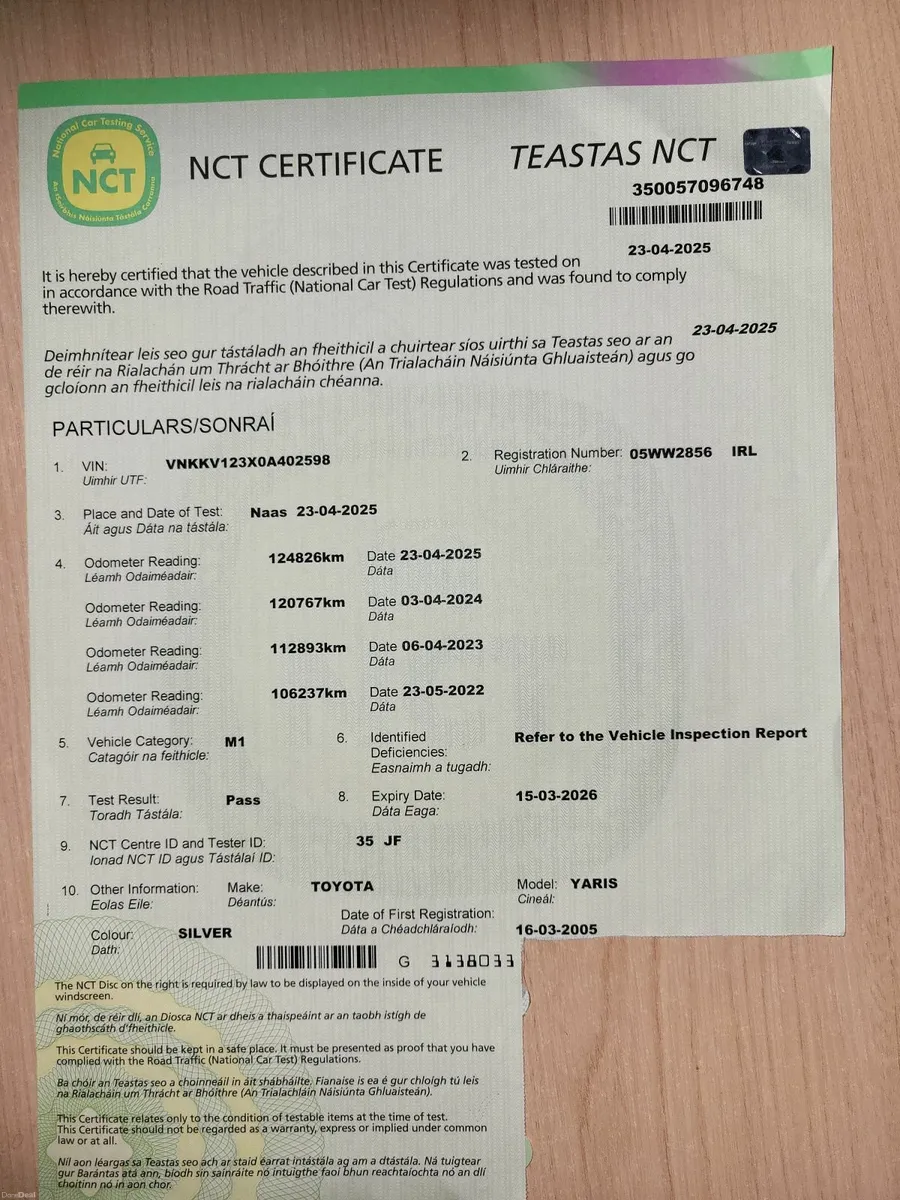 National Car Testing Service
NCT
An tSeirbhís Náisiúnta Tástála Carranna
NCT CERTIFICATE
TEASTAS NCT
350057096748
23-04-2025
It is hereby certified that the vehicle described in this Certificate was tested on
in accordance with the Road Traffic (National Car Test) Regulations and was found to comply
therewith.
23-04-2025
Deimhnítear leis seo gur tástáladh an fheithicil a chuirtear síos uirthi sa Teastas seo ar an
de réir na Rialachán um Thrácht ar Bhóithre (An Trialacháin Náisiúnta Ghluaisteán) agus go
gcloíonn an fheithicil leis na rialacháin chéanna.
PARTICULARS/SONRAÍ
1. VIN: VNKKV123X0A402598
Uimhir UTF:
2. Registration Number: 05WW2856 IRL
Uimhir Chláraithe:
3. Place and Date of Test: Naas 23-04-2025
Áit agus Dáta na tástála:
4. Odometer Reading: 124826km Date 23-04-2025
Léamh Odaiméadair: Dáta
Odometer Reading: 120767km Date 03-04-2024
Léamh Odaiméadair: Dáta
Odometer Reading: 112893km Date 06-04-2023
Léamh Odaiméadair: Dáta
Odometer Reading: 106237km Date 23-05-2022
Léamh Odaiméadair: Dáta
5. Vehicle Category: M1
Catagóir na feithicle:
6. Identified
Deficiencies:
Easnaimh a tugadh:
Refer to the Vehicle Inspection Report
7. Test Result: Pass
Toradh Tástála:
8. Expiry Date: 15-03-2026
Dáta Éaga:
9. NCT Centre ID and Tester ID: 35 JF
Ionad NCT ID agus Tástálaí ID:
10. Other Information:
Eolas Eile:
Make: TOYOTA
Déantús:
Model: YARIS
Cineál:
Colour: SILVER
Dath:
Date of First Registration:
Dáta a Chéadchláraíodh:
16-03-2005
G 3138033
The NCT Disc on the right is required by law to be displayed on the inside of your vehicle
windscreen.
Ní mór, de réir dlí, an Diosca NCT ar dheis a thaispeáint ar an taobh istigh de
ghaothscáth d'fheithicle.
This Certificate should be kept in a safe place. It must be presented as proof that you have
complied with the Road Traffic (National Car Test) Regulations.
Ba chóir an Teastas seo a choinneáil in áit shábháilte. Fianaise is ea é gur chloígh tú leis
na Rialacháin um Thrácht ar Bhóithre (An Trialachláin Náisiúnta Ghluaisteán).
This Certificate relates only to the condition of testable items at the time of test.
This Certificate should not be regarded as a warranty, express or implied under common
law or at all.
Níl aon léargas sa Teastas seo ach ar staid éarraí intástála ag am a dtástála. Ná tuigtear
gur Barántas atá ann, bíodh sin sainráite nó intuigthe faoi bhun reachtaíochta nó an dlí
choitinn nó in aon chor.
DoneDeal